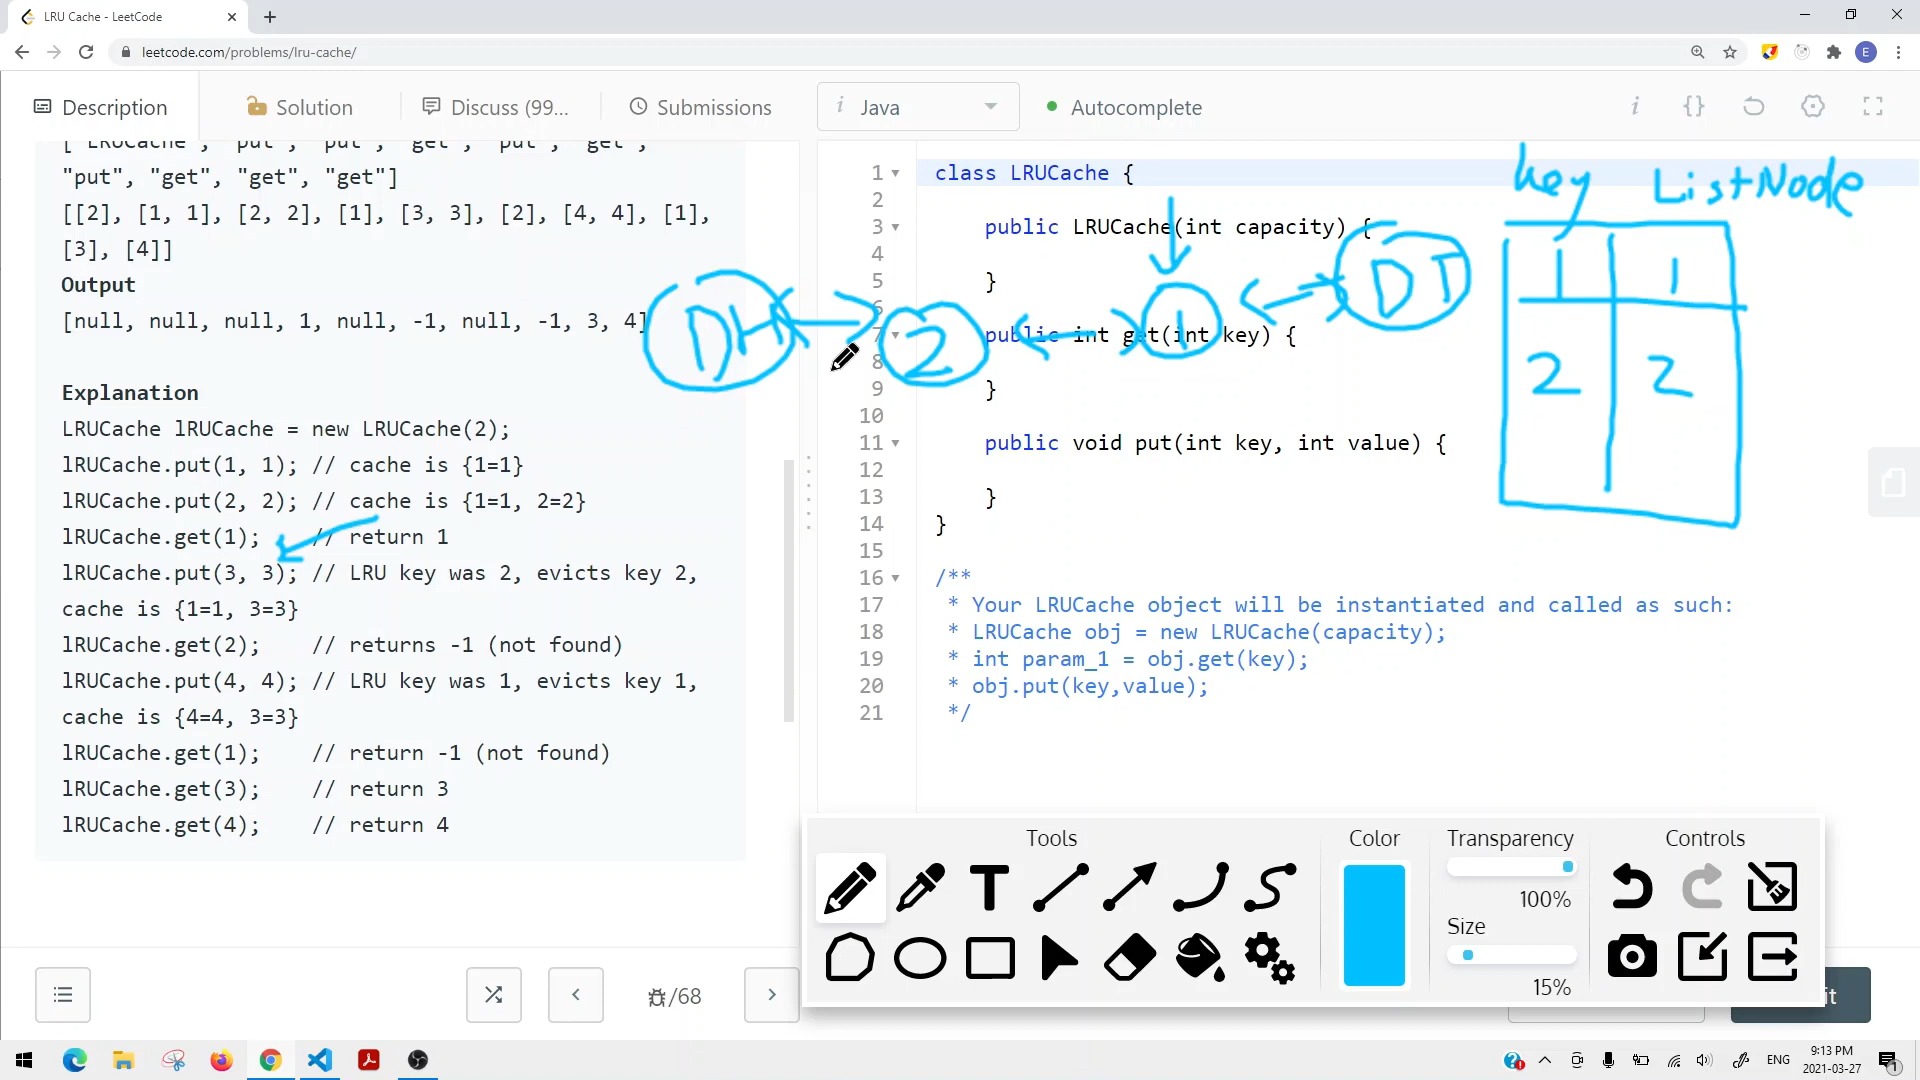 LRU Cache - LeetCode
leetcode.com/problems/lru-cache/
E
Description
Solution
Discuss (99...
Submissions
i Java
Autocomplete
["LRUCache", "put", "put", "get", "put", "get",
"put", "get", "get", "get"]
[[2], [1, 1], [2, 2], [1], [3, 3], [2], [4, 4], [1],
[3], [4]]
Output
[null, null, null, 1, null, -1, null, -1, 3, 4]
Explanation
LRUCache lRUCache = new LRUCache(2);
lRUCache.put(1, 1); // cache is {1=1}
lRUCache.put(2, 2); // cache is {1=1, 2=2}
lRUCache.get(1);    // return 1
lRUCache.put(3, 3); // LRU key was 2, evicts key 2,
cache is {1=1, 3=3}
lRUCache.get(2);    // returns -1 (not found)
lRUCache.put(4, 4); // LRU key was 1, evicts key 1,
cache is {4=4, 3=3}
lRUCache.get(1);    // return -1 (not found)
lRUCache.get(3);    // return 3
lRUCache.get(4);    // return 4
/68
1 class LRUCache {
2
3     public LRUCache(int capacity) {
4
5     }
6
7     public int get(int key) {
8
9     }
10
11     public void put(int key, int value) {
12
13     }
14 }
15
16 /**
17  * Your LRUCache object will be instantiated and called as such:
18  * LRUCache obj = new LRUCache(capacity);
19  * int param_1 = obj.get(key);
20  * obj.put(key,value);
21  */
key ListNode
1 1
2 2
DH 2 1 DT
Tools
Color
Transparency
100%
Size
15%
Controls
it
ENG
9:13 PM
2021-03-27
1